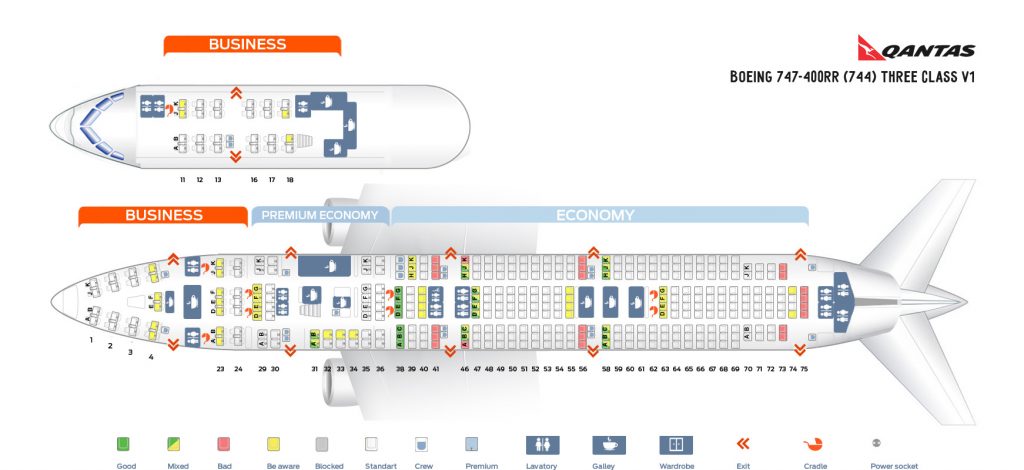 BUSINESS
QANTAS
BOEING 747-400RR (744) THREE CLASS V1
J K
A B
11 12 13 16 17 18
BUSINESS PREMIUM ECONOMY ECONOMY
J K J K J K H J K H J K H J K H J K J K
E F D E F G D E F G D E F G D E F G D E F G
A B A B A B A B A B C A B C A B C A B
1 2 3 4
23 24 29 30 31 32 33 34 35 36 38 39 40 41 46 47 48 49 50 51 52 53 54 55 56 58 59 60 61 62 63 64 65 66 67 68 69 70 71 72 73 74 75
Good Mixed Bad Be aware Blocked Standart Crew Premium Lavatory Galley Wardrobe Exit Cradle Power socket